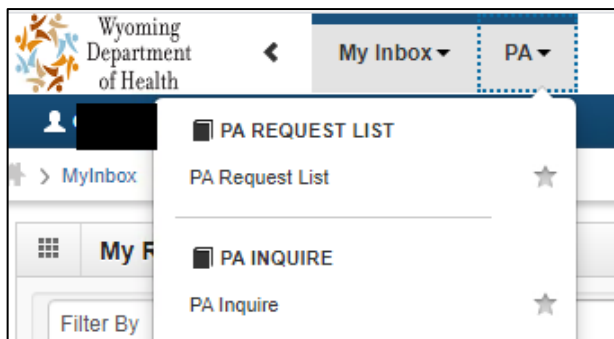 Wyoming
Department
of Health
My Inbox
PA
PA REQUEST LIST
> MyInbox
PA Request List
My R
PA INQUIRE
PA Inquire
Filter By